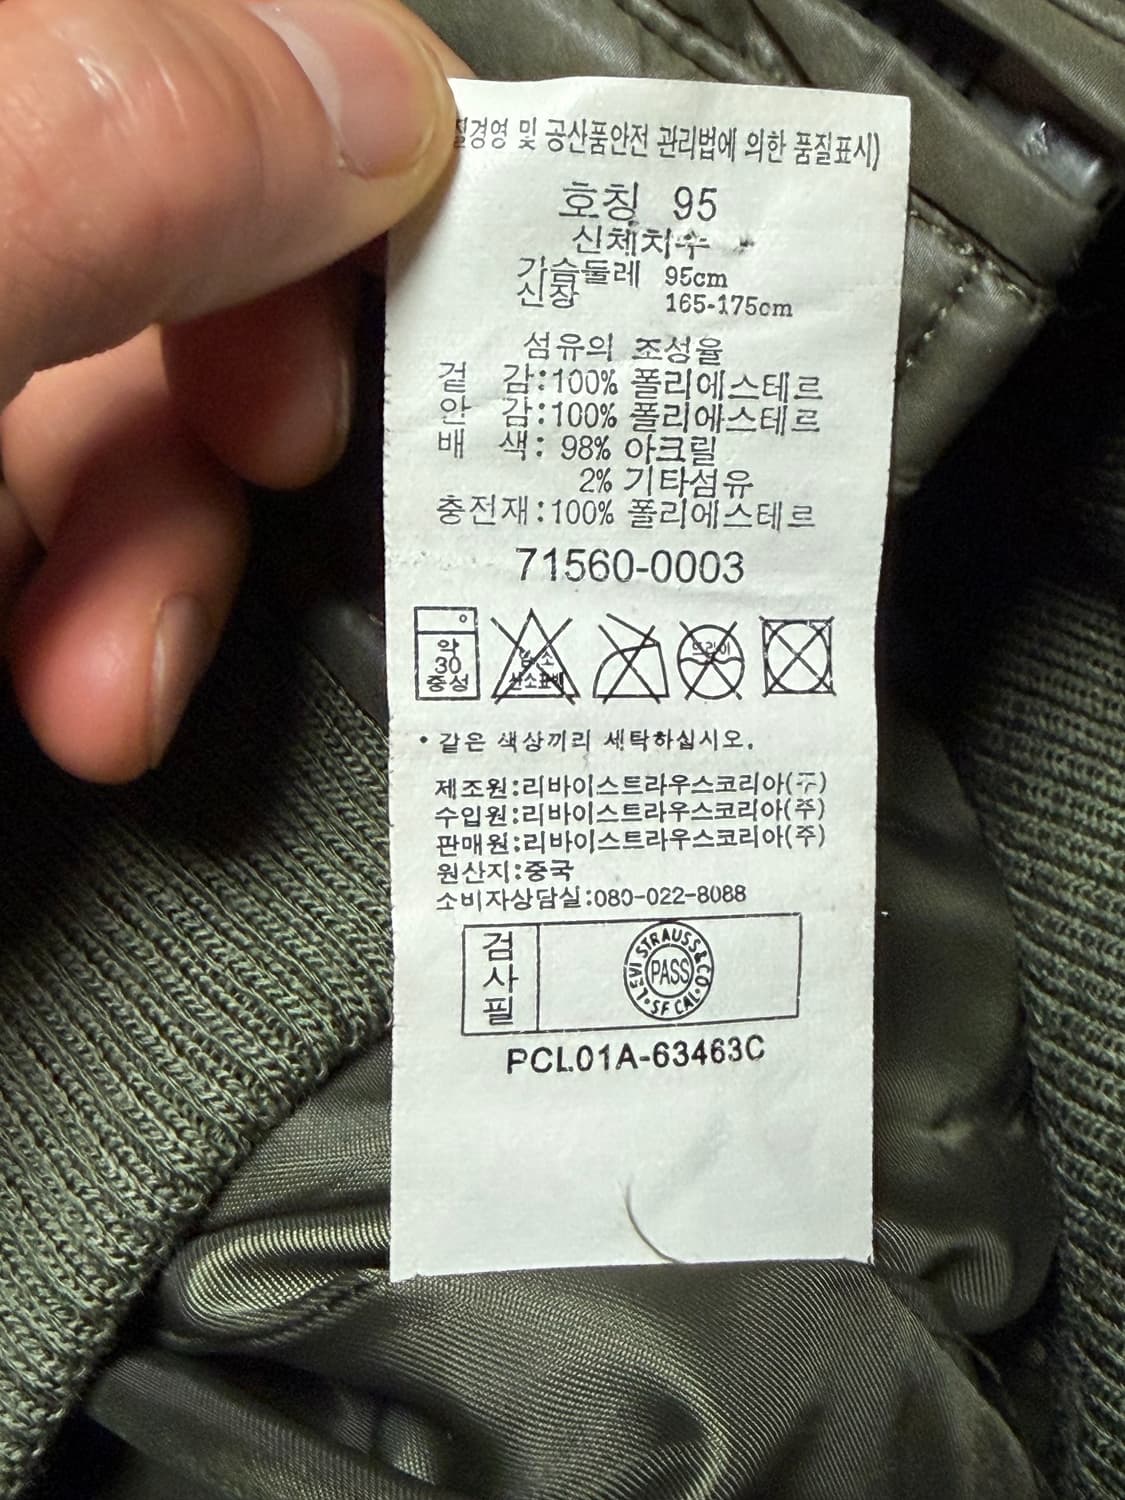 경영 및 공산품안전 관리법에 의한 품질표시)
호칭 95
신체치수
가슴둘레 95cm
신장 165-175cm
섬유의 조성율
겉 감:100% 폴리에스테르
안 감:100% 폴리에스테르
배 색: 98% 아크릴
2% 기타섬유
충전재:100% 폴리에스테르
71560-0003
약
30
중성
염소
산소표백
드라이
• 같은 색상끼리 세탁하십시오.
제조원:리바이스트라우스코리아(주)
수입원:리바이스트라우스코리아(주)
판매원:리바이스트라우스코리아(주)
원산지:중국
소비자상담실:080-022-8088
검사필
LEVI STRAUSS & CO. SF CAL.
PASS
PCL01A-63463C